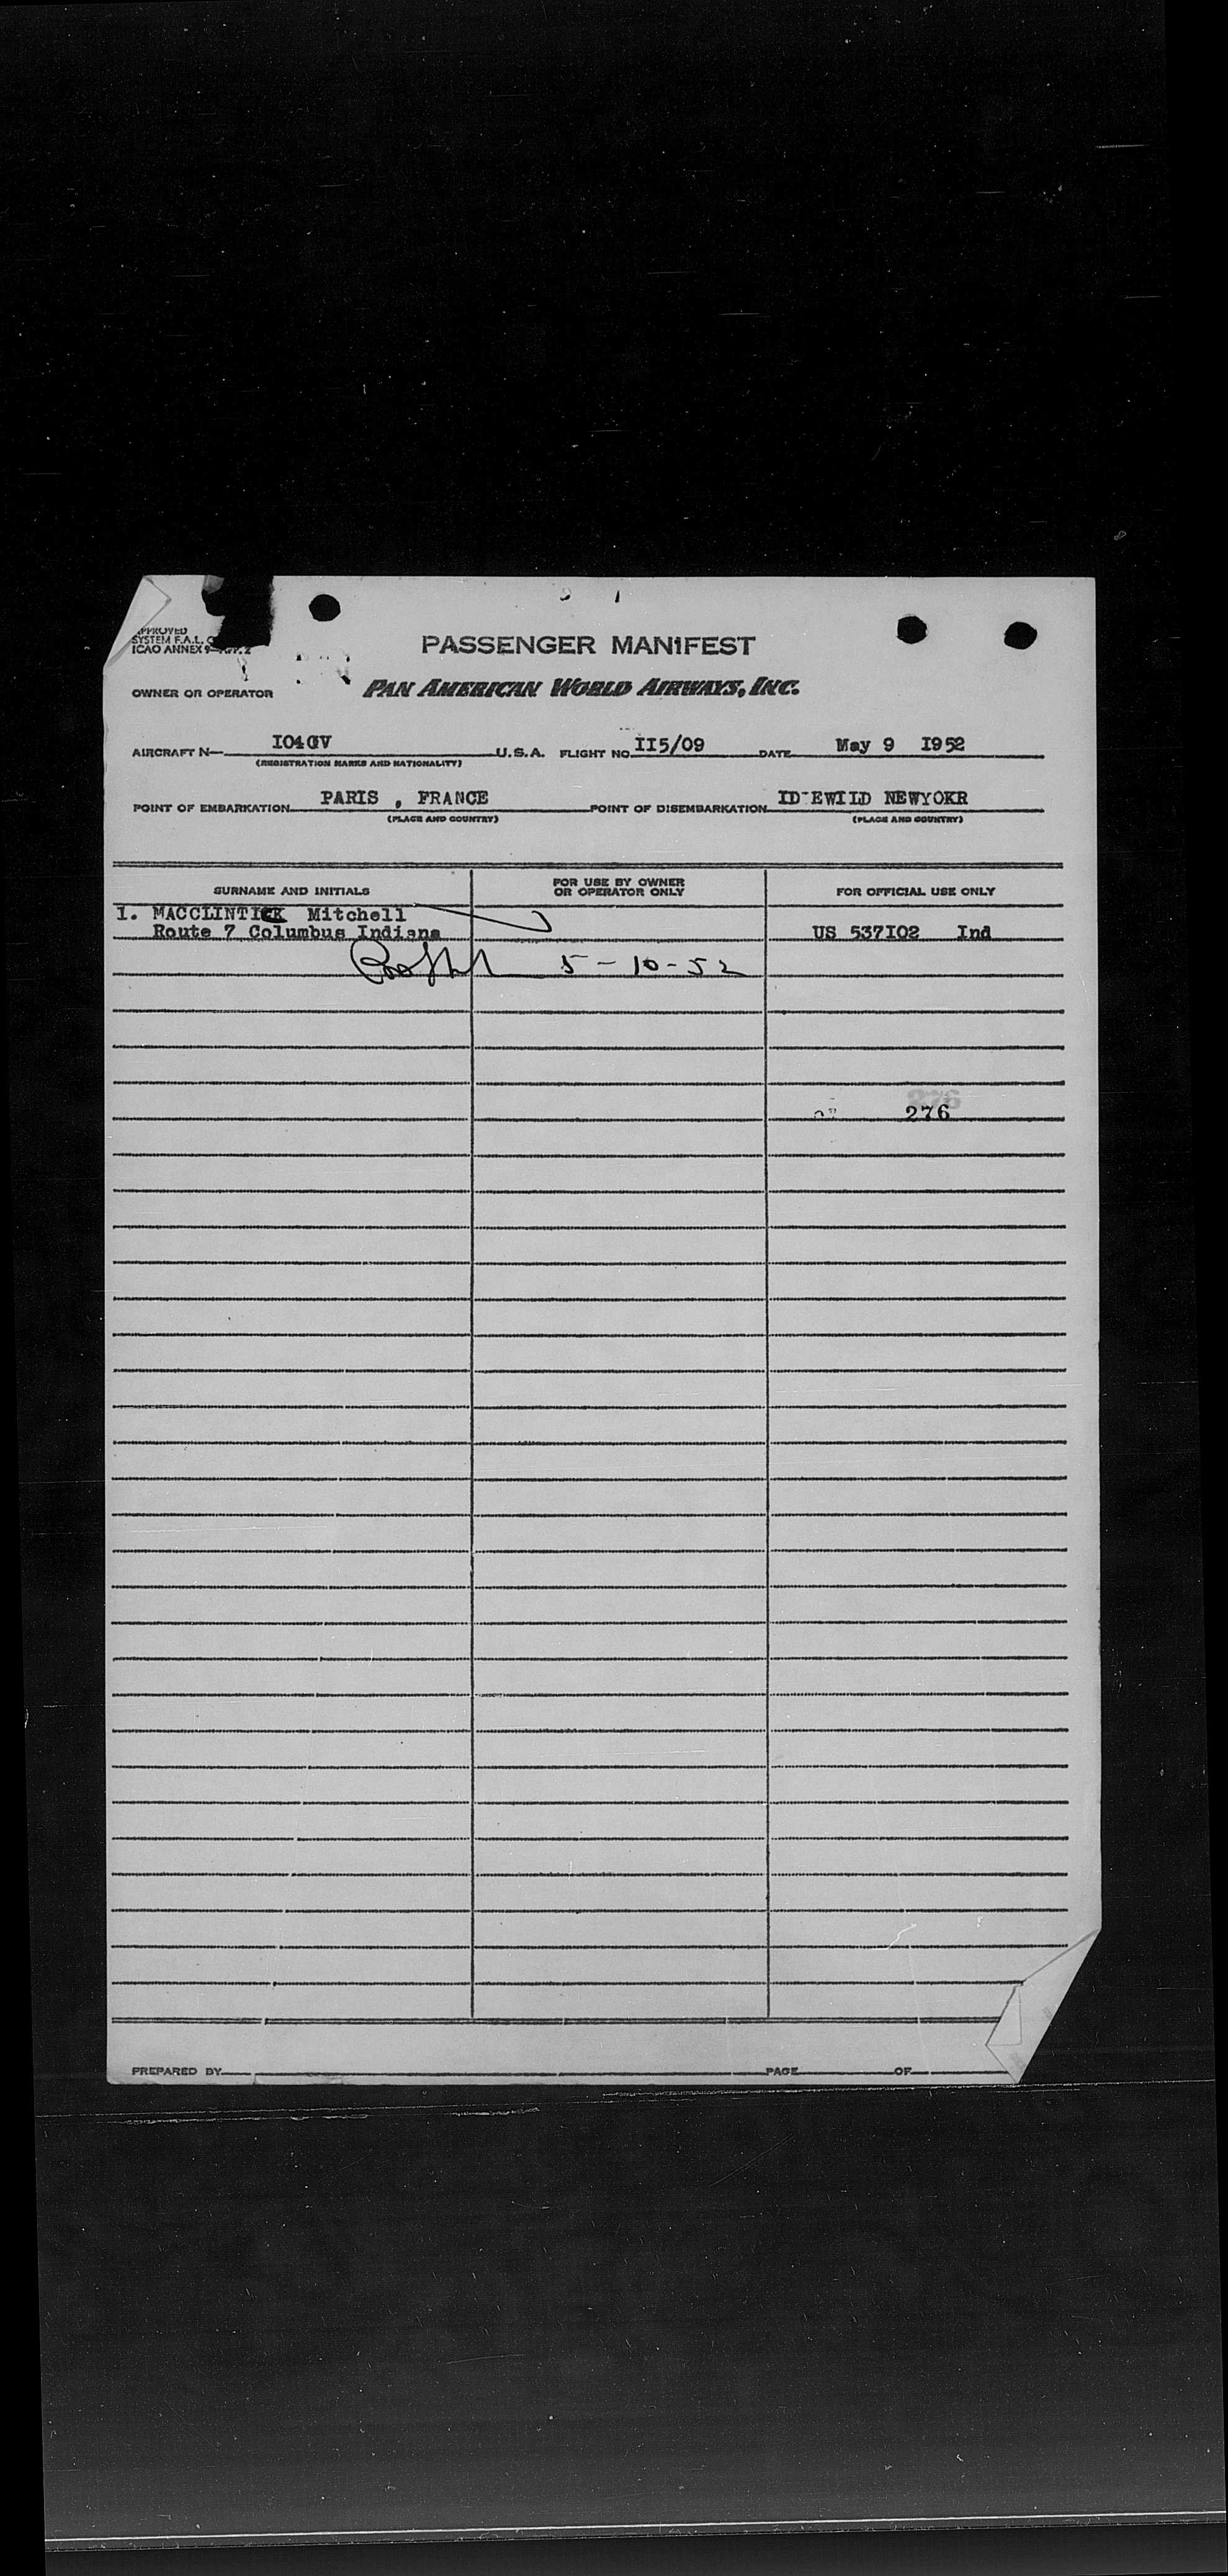 APPROVED
SYSTEM F.A.L.
ICAO ANNEX 9
PASSENGER MANIFEST
OWNER OR OPERATOR PAN AMERICAN WORLD AIRWAYS, INC.
AIRCRAFT N— I04GV U.S.A. FLIGHT NO. II5/09 DATE May 9 I952
(REGISTRATION MARKS AND NATIONALITY)
POINT OF EMBARKATION PARIS , FRANCE POINT OF DISEMBARKATION ID-EWILD NEWYOKR
(PLACE AND COUNTRY) (PLACE AND COUNTRY)
SURNAME AND INITIALS FOR USE BY OWNER OR OPERATOR ONLY FOR OFFICIAL USE ONLY
1. MACCLINTICK Mitchell
Route 7 Columbus Indiana US 537I02 Ind
5-10-52
276
PREPARED BY PAGE OF